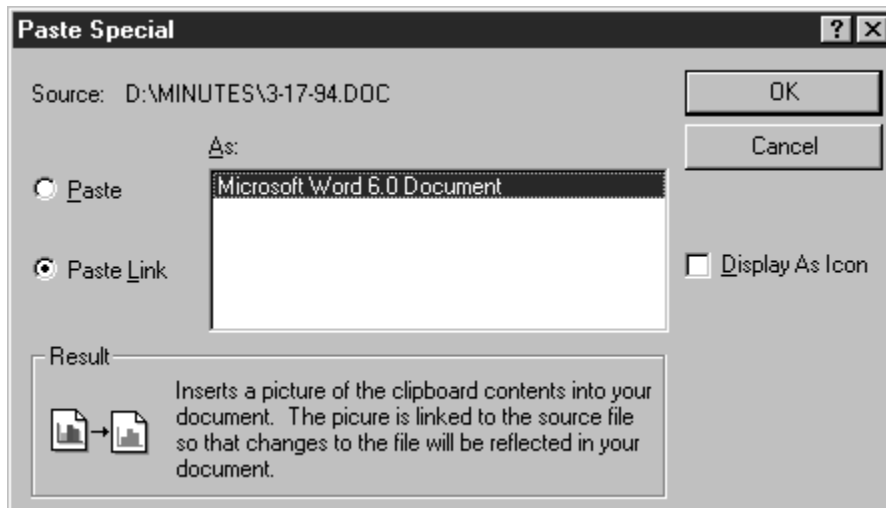 Paste Special
Source: D:\MINUTES\3-17-94.DOC
OK
As:
Cancel
Paste
Microsoft Word 6.0 Document
Paste Link
Display As Icon
Result
Inserts a picture of the clipboard contents into your
document. The picure is linked to the source file
so that changes to the file will be reflected in your
document.